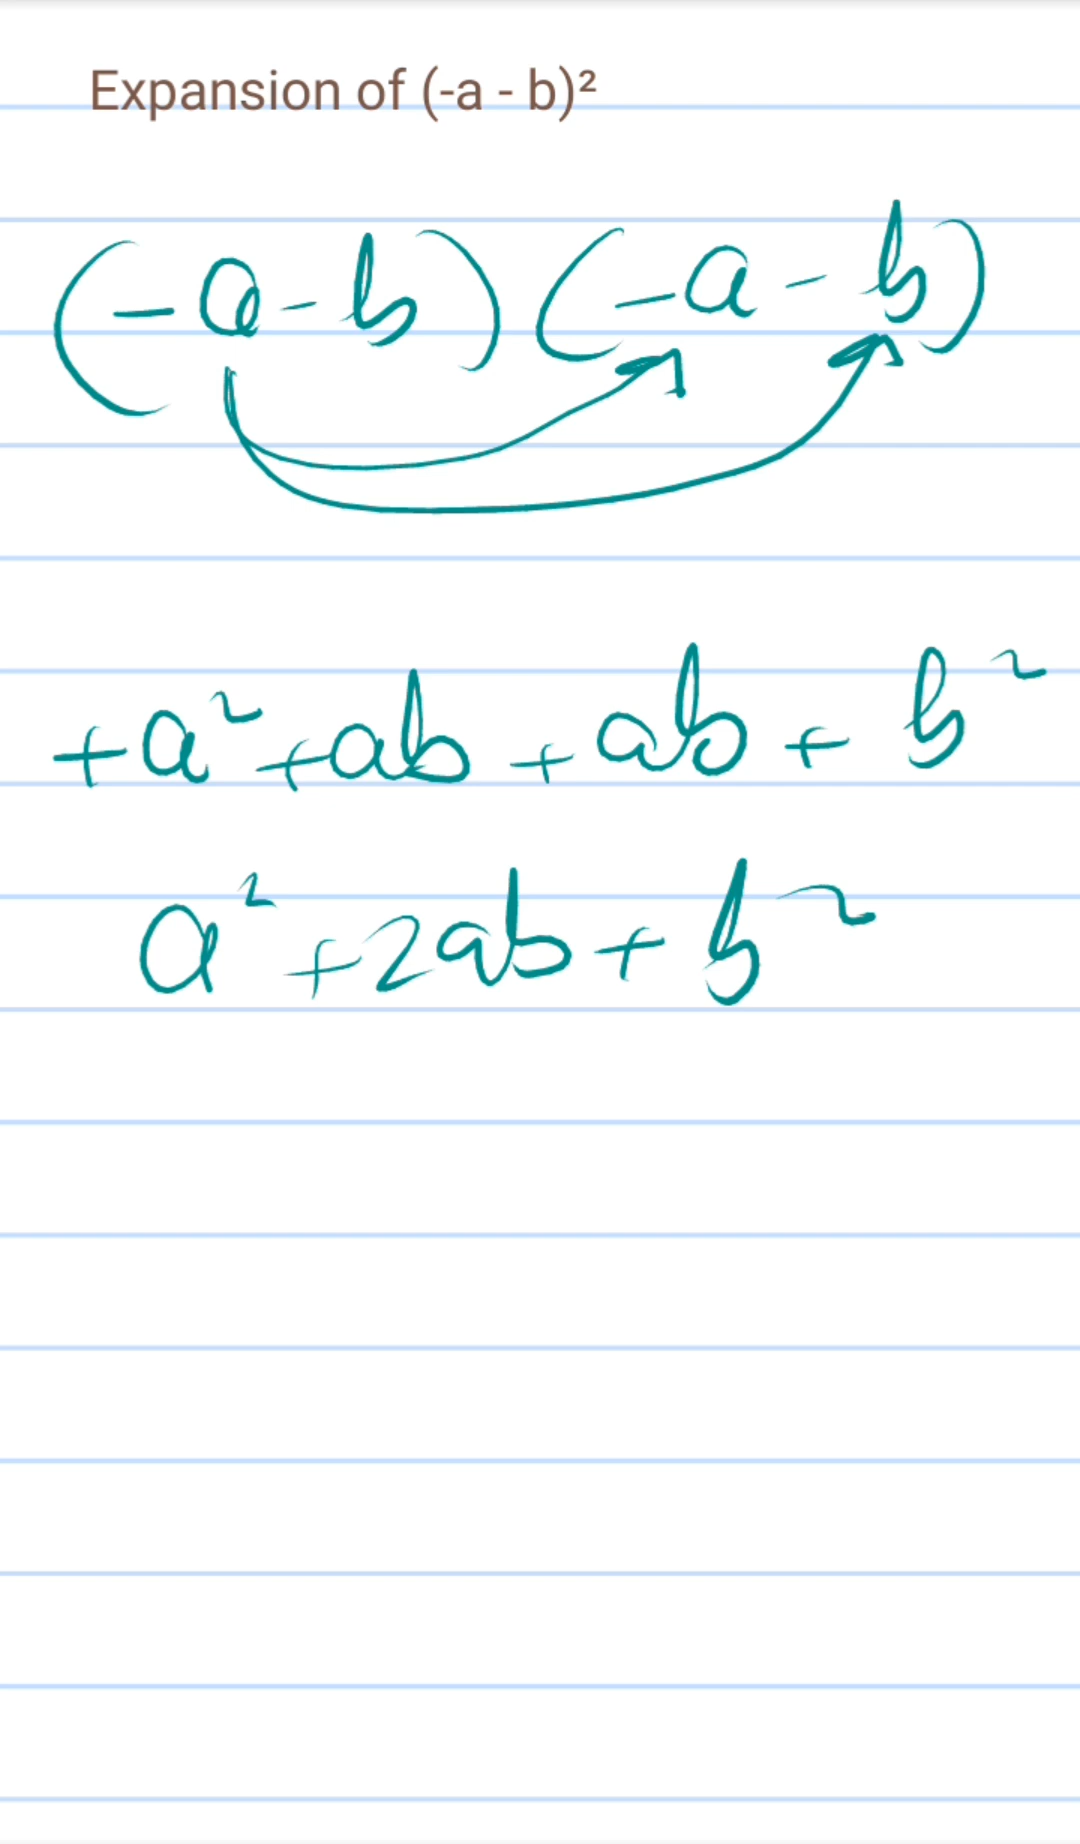 Expansion of (-a - b)²
(-a-b)(-a-b)
+a²+ab+ab+b²
a²+2ab+b²